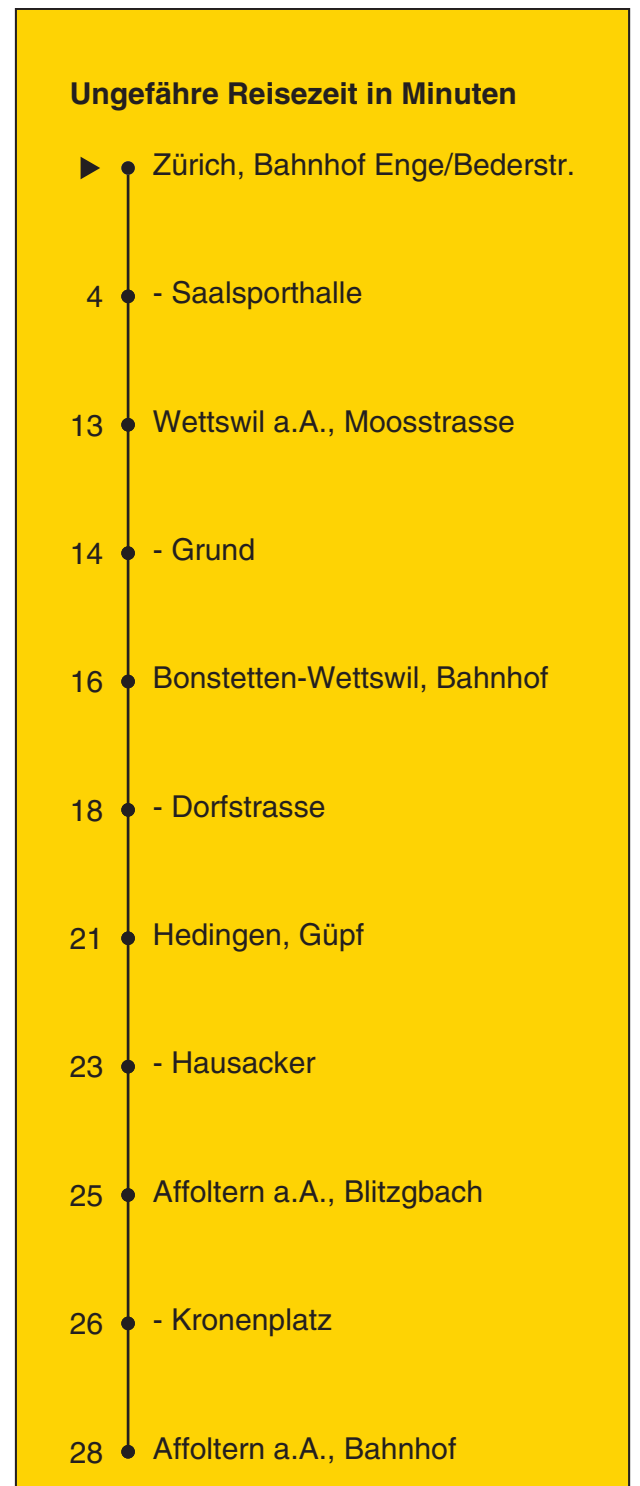 Ungefähre Reisezeit in Minuten
Zürich, Bahnhof Enge/Bederstr.
4 - Saalsporthalle
13 Wettswil a.A., Moosstrasse
14 - Grund
16 Bonstetten-Wettswil, Bahnhof
18 - Dorfstrasse
21 Hedingen, Güpf
23 - Hausacker
25 Affoltern a.A., Blitzgbach
26 - Kronenplatz
28 Affoltern a.A., Bahnhof